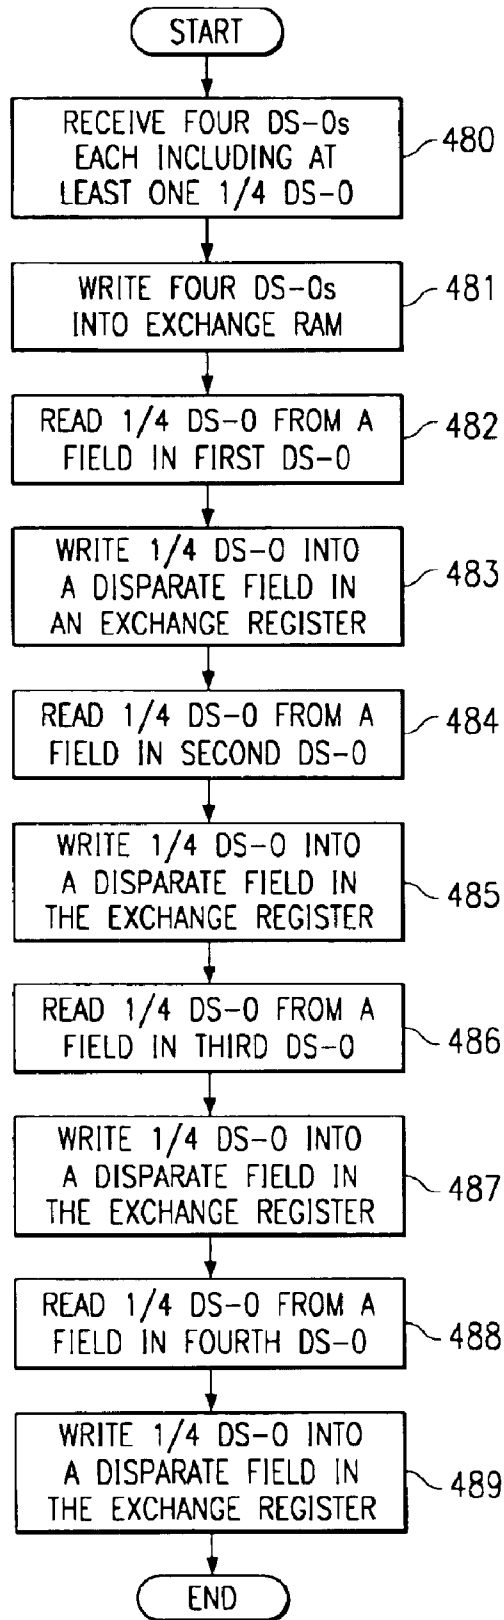 START
RECEIVE FOUR DS-0s
EACH INCLUDING AT
LEAST ONE 1/4 DS-0
480
WRITE FOUR DS-0s
INTO EXCHANGE RAM
481
READ 1/4 DS-0 FROM A
FIELD IN FIRST DS-0
482
WRITE 1/4 DS-0 INTO
A DISPARATE FIELD IN
AN EXCHANGE REGISTER
483
READ 1/4 DS-0 FROM A
FIELD IN SECOND DS-0
484
WRITE 1/4 DS-0 INTO
A DISPARATE FIELD IN
THE EXCHANGE REGISTER
485
READ 1/4 DS-0 FROM A
FIELD IN THIRD DS-0
486
WRITE 1/4 DS-0 INTO
A DISPARATE FIELD IN
THE EXCHANGE REGISTER
487
READ 1/4 DS-0 FROM A
FIELD IN FOURTH DS-0
488
WRITE 1/4 DS-0 INTO
A DISPARATE FIELD IN
THE EXCHANGE REGISTER
489
END